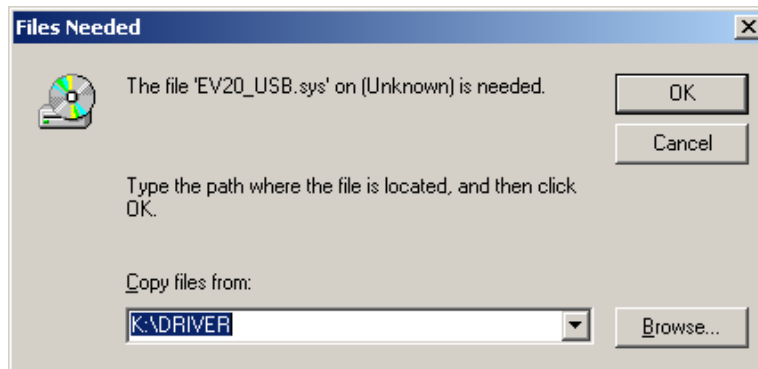 Files Needed
The file 'EV20_USB.sys' on (Unknown) is needed.
OK
Cancel
Type the path where the file is located, and then click
OK.
Copy files from:
K:\DRIVER
Browse...